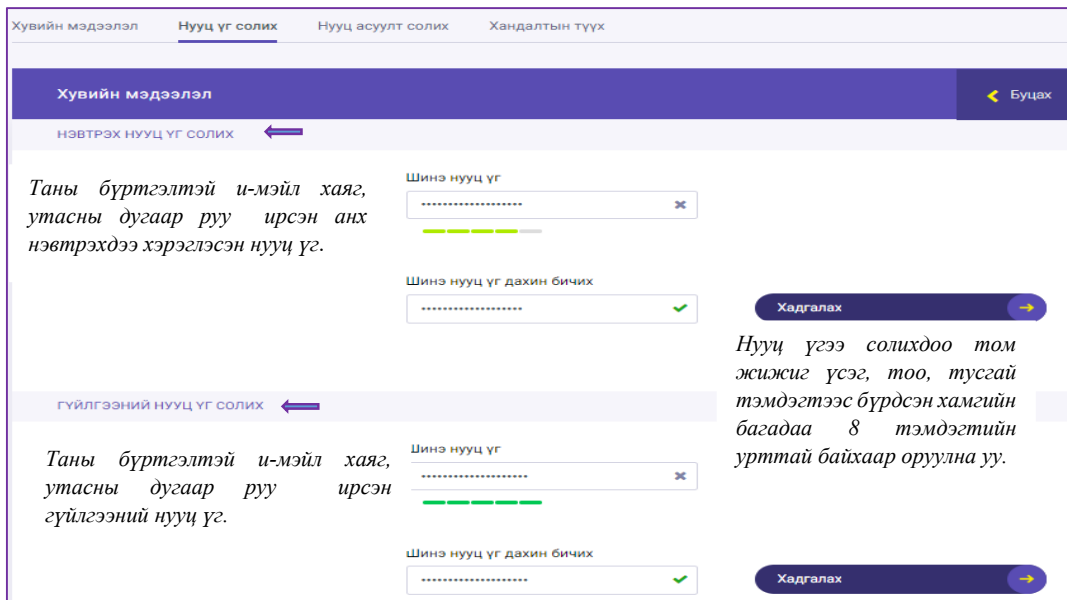 Хувийн мэдээлэл Нууц үг солих Нууц асуулт солих Хандалтын түүх
Хувийн мэдээлэл
Буцах
НЭВТРЭХ НУУЦ ҮГ СОЛИХ
Таны бүртгэлтэй и-мэйл хаяг,
утасны дугаар руу ирсэн анх
нэвтрэхдээ хэрэглэсэн нууц үг.
Шинэ нууц үг
Шинэ нууц үг дахин бичих
Хадгалах
Нууц үгээ солихдоо том
жижиг үсэг, тоо, тусгай
тэмдэгтээс бүрдсэн хамгийн
багадаа 8 тэмдэгтийн
урттай байхаар оруулна уу.
ГҮЙЛГЭЭНИЙ НУУЦ ҮГ СОЛИХ
Таны бүртгэлтэй и-мэйл хаяг,
утасны дугаар руу ирсэн
гүйлгээний нууц үг.
Шинэ нууц үг
Шинэ нууц үг дахин бичих
Хадгалах